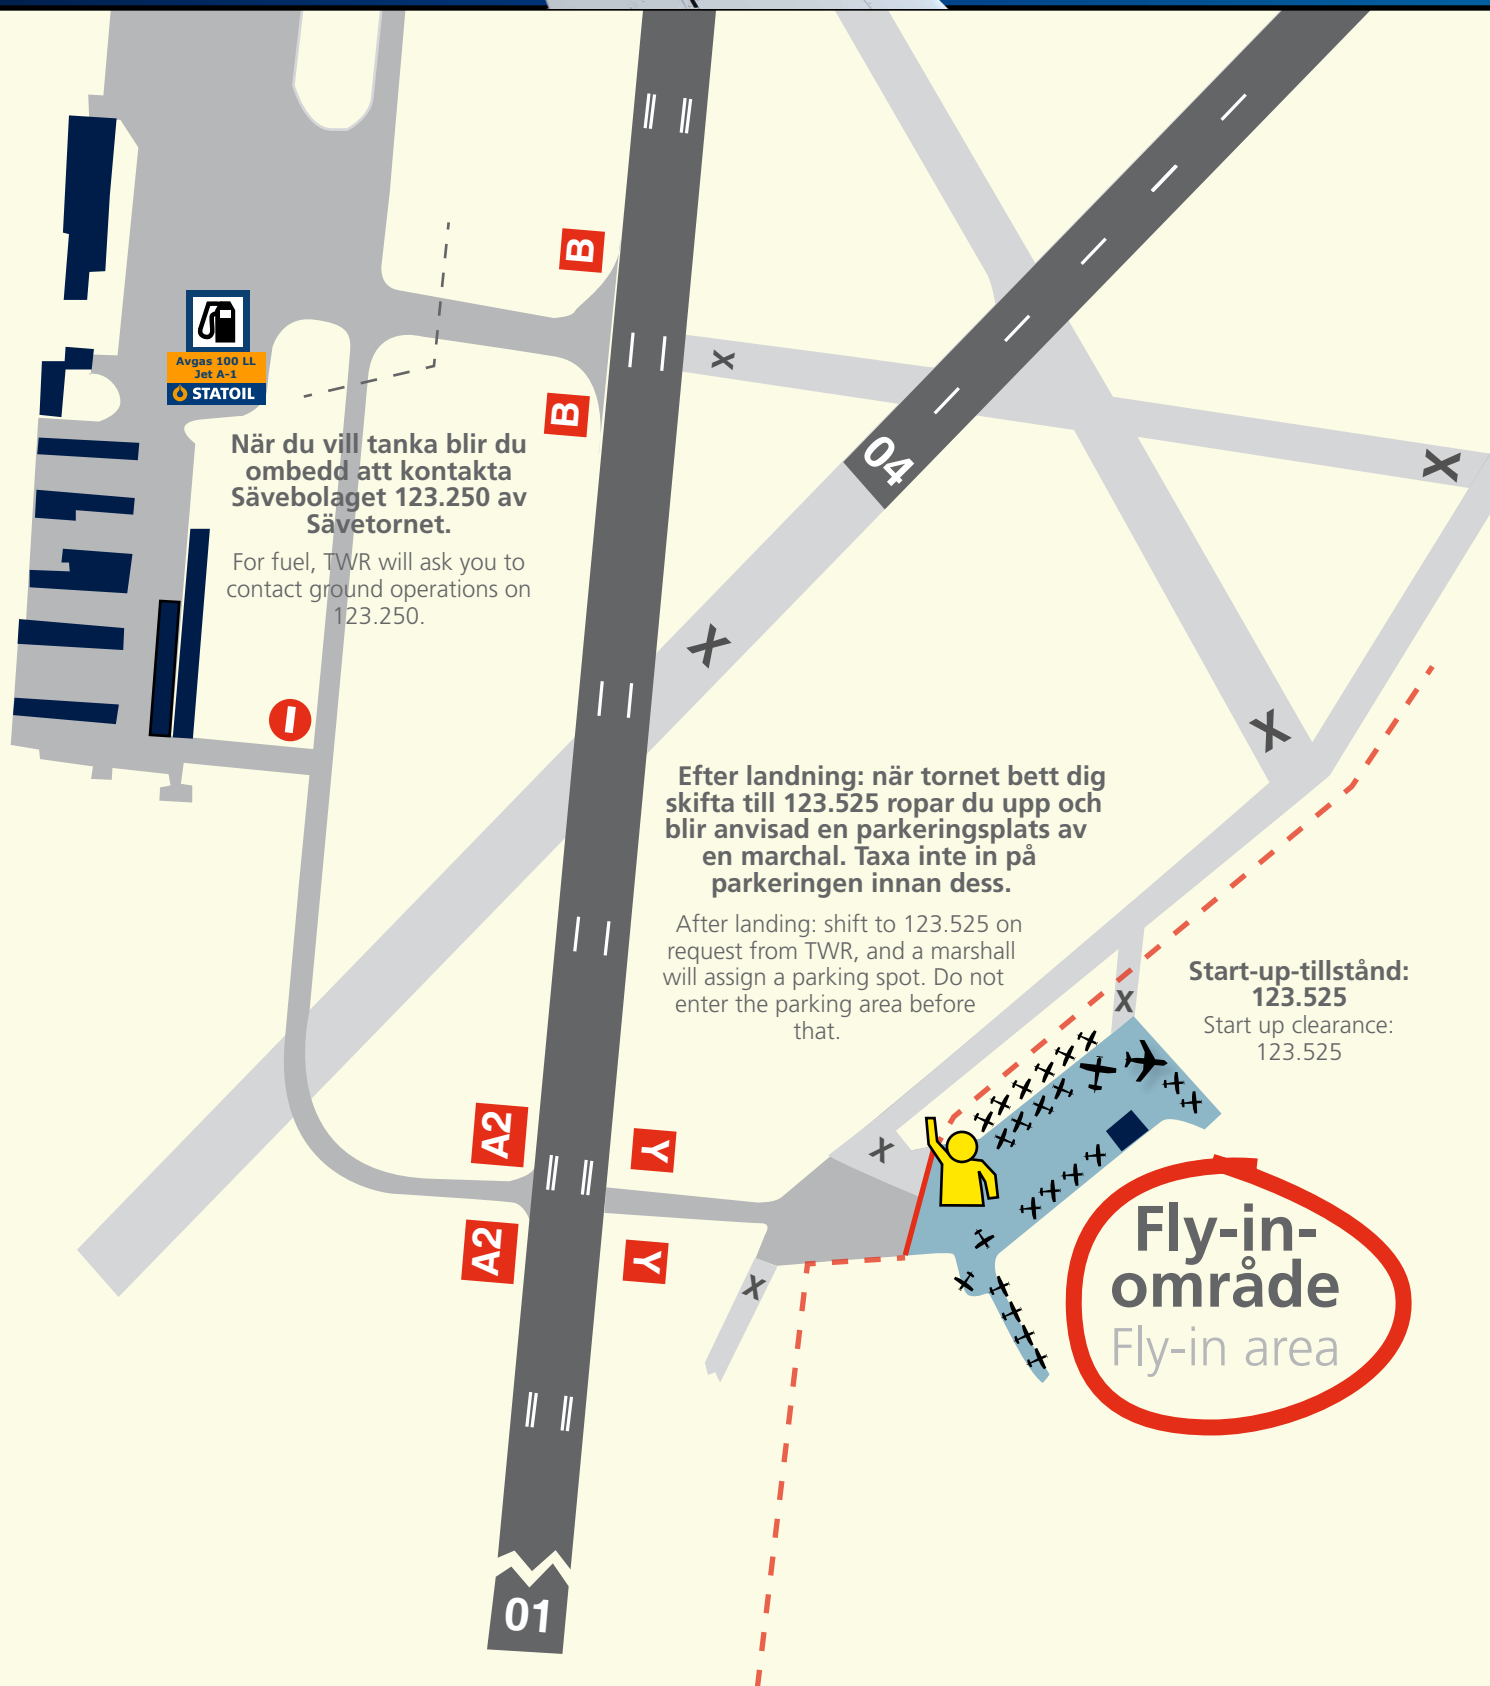 B
Avgas 100 LL
Jet A-1
STATOIL
X
B
När du vill tanka blir du
ombedd att kontakta
Sävebolaget 123.250 av
Sävetornet.
For fuel, TWR will ask you to
contact ground operations on
123.250.
04
X
X
X
Efter landning: när tornet bett dig
skifta till 123.525 ropar du upp och
blir anvisad en parkeringsplats av
en marchal. Taxa inte in på
parkeringen innan dess.
After landing: shift to 123.525 on
request from TWR, and a marshall
will assign a parking spot. Do not
enter the parking area before
that.
Start-up-tillstånd:
123.525
Start up clearance:
123.525
X
A2
Y
X
A2
Y
X
Fly-in-
område
Fly-in area
01